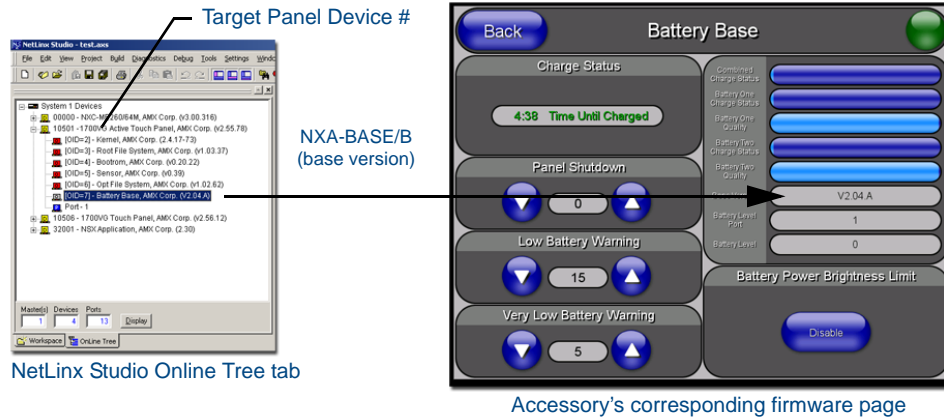 Target Panel Device #
NetLinx Studio - test.axs
File Edit View Project Build Diagnostics Debug Tools Settings Windo
System 1 Devices
00000 - NXC-ME260/64M, AMX Corp. (v3.00.316)
10501 - 1700VG Active Touch Panel, AMX Corp. (v2.55.78)
[OID=2] - Kernel, AMX Corp. (2.4.17-73)
[OID=3] - Root File System, AMX Corp. (v1.03.37)
[OID=4] - Bootrom, AMX Corp. (v0.20.22)
[OID=5] - Sensor, AMX Corp. (v0.39)
[OID=6] - Opt File System, AMX Corp. (v1.02.62)
[OID=7] - Battery Base, AMX Corp. (V2.04.A)
Port - 1
10506 - 1700VG Touch Panel, AMX Corp. (v2.56.12)
32001 - NSX Application, AMX Corp. (2.30)
Master(s) Devices Ports
1 4 13 Display
Workspace OnLine Tree
NetLinx Studio Online Tree tab
NXA-BASE/B
(base version)
Back
Battery Base
Charge Status
4:38 Time Until Charged
Panel Shutdown
0
Low Battery Warning
15
Very Low Battery Warning
5
Combined
Charge Status
Battery One
Charge Status
Battery One
Quality
Battery Two
Charge Status
Battery Two
Quality
V2.04.A
Battery Level
Port
1
Battery Level
0
Battery Power Brightness Limit
Disable
Accessory's corresponding firmware page